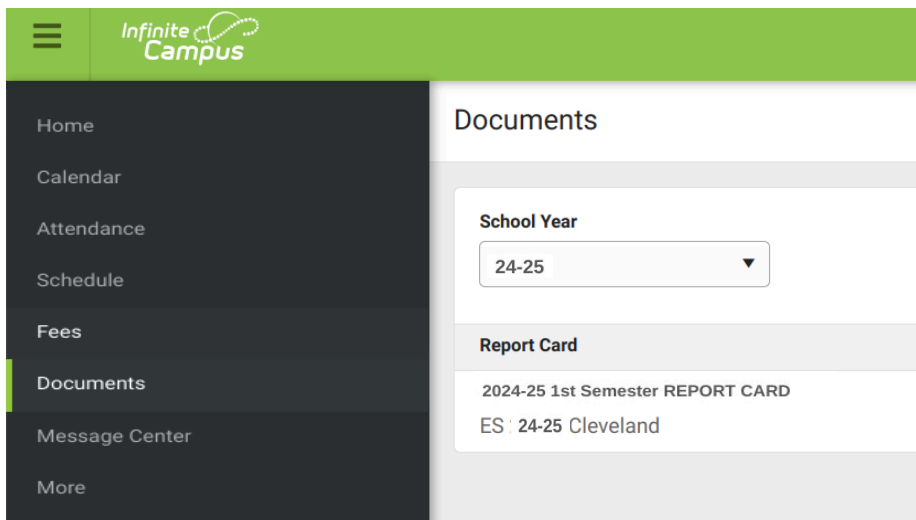 Infinite
Campus
Home
Calendar
Attendance
Schedule
Fees
Documents
Message Center
More
Documents
School Year
24-25
Report Card
2024-25 1st Semester REPORT CARD
ES 24-25 Cleveland